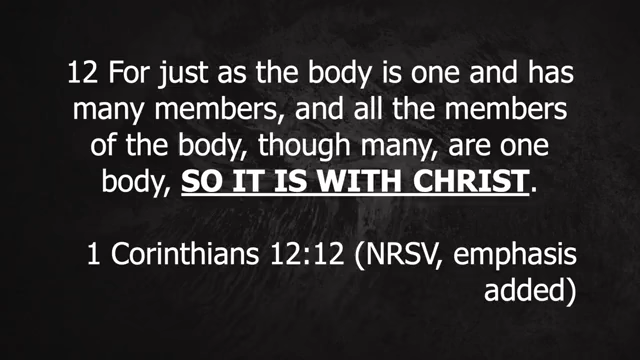 12 For just as the body is one and has
many members, and all the members
of the body, though many, are one
body, SO IT IS WITH CHRIST.
1 Corinthians 12:12 (NRSV, emphasis
added)